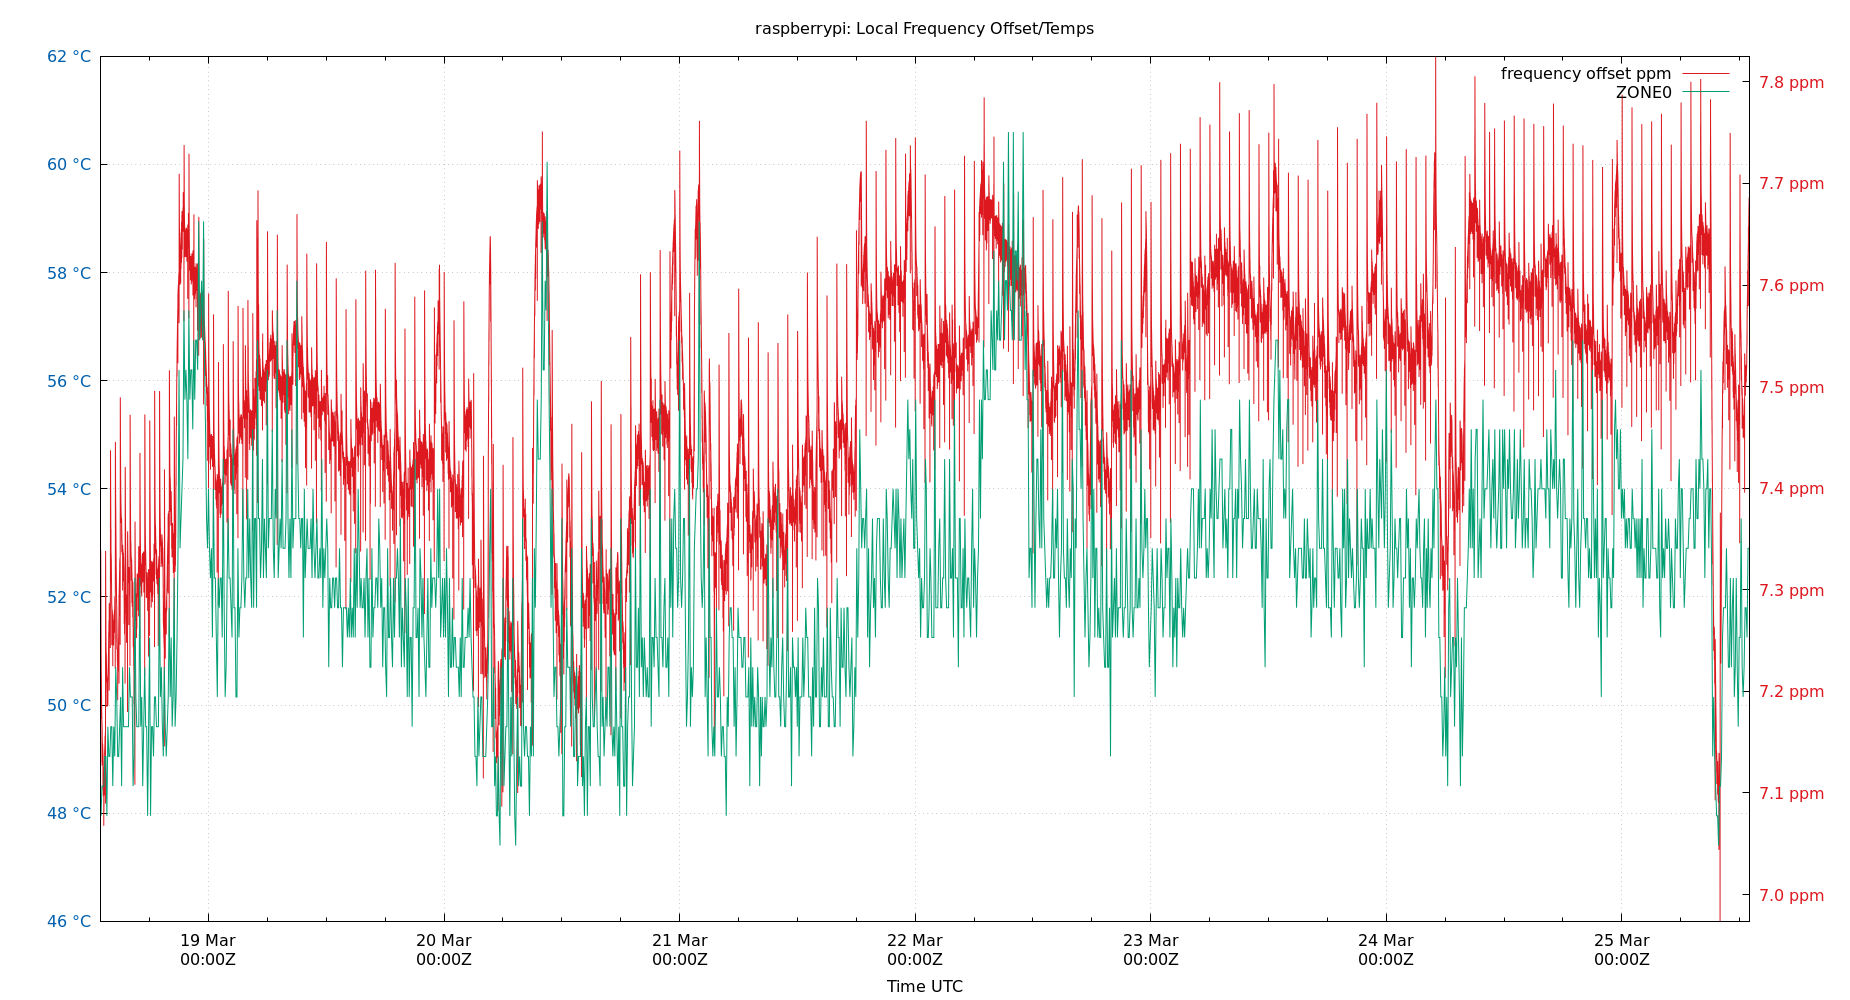 raspberrypi: Local Frequency Offset/Temps
62 °C
60 °C
58 °C
56 °C
54 °C
52 °C
50 °C
48 °C
46 °C
frequency offset ppm
ZONE0
7.8 ppm
7.7 ppm
7.6 ppm
7.5 ppm
7.4 ppm
7.3 ppm
7.2 ppm
7.1 ppm
7.0 ppm
19 Mar
00:00Z
20 Mar
00:00Z
21 Mar
00:00Z
22 Mar
00:00Z
23 Mar
00:00Z
24 Mar
00:00Z
25 Mar
00:00Z
Time UTC